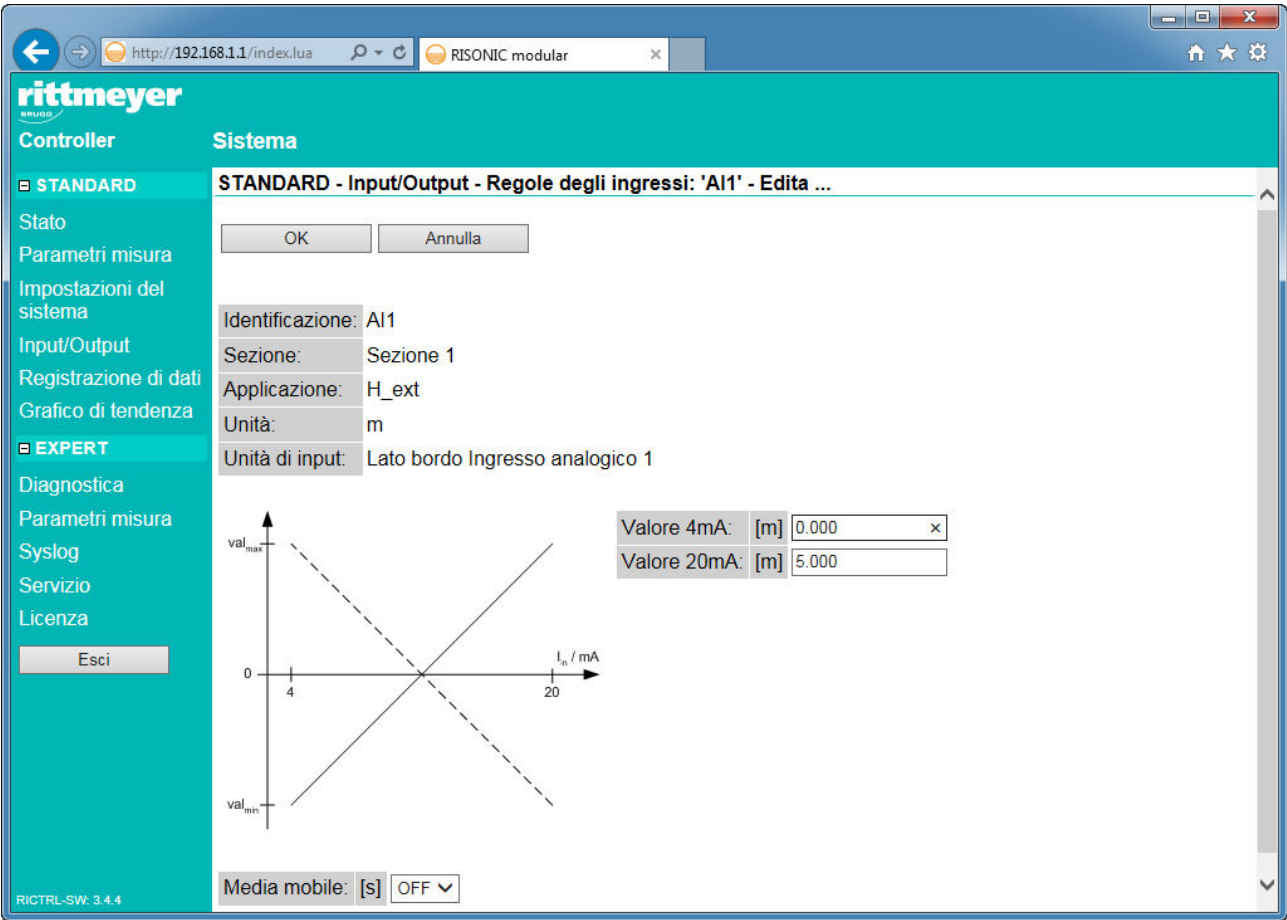 http://192.168.1.1/index.lua
RISONIC modular
rittmeyer
BRUGG
Controller
Sistema
STANDARD
Stato
Parametri misura
Impostazioni del
sistema
Input/Output
Registrazione di dati
Grafico di tendenza
EXPERT
Diagnostica
Parametri misura
Syslog
Servizio
Licenza
Esci
RICTRL-SW: 3.4.4
STANDARD - Input/Output - Regole degli ingressi: 'AI1' - Edita ...
OK Annulla
Identificazione: AI1
Sezione: Sezione 1
Applicazione: H_ext
Unità: m
Unità di input: Lato bordo Ingresso analogico 1
valmax
0
4
20
Iin / mA
valmin
Valore 4mA: [m] 0.000
Valore 20mA: [m] 5.000
Media mobile: [s] OFF